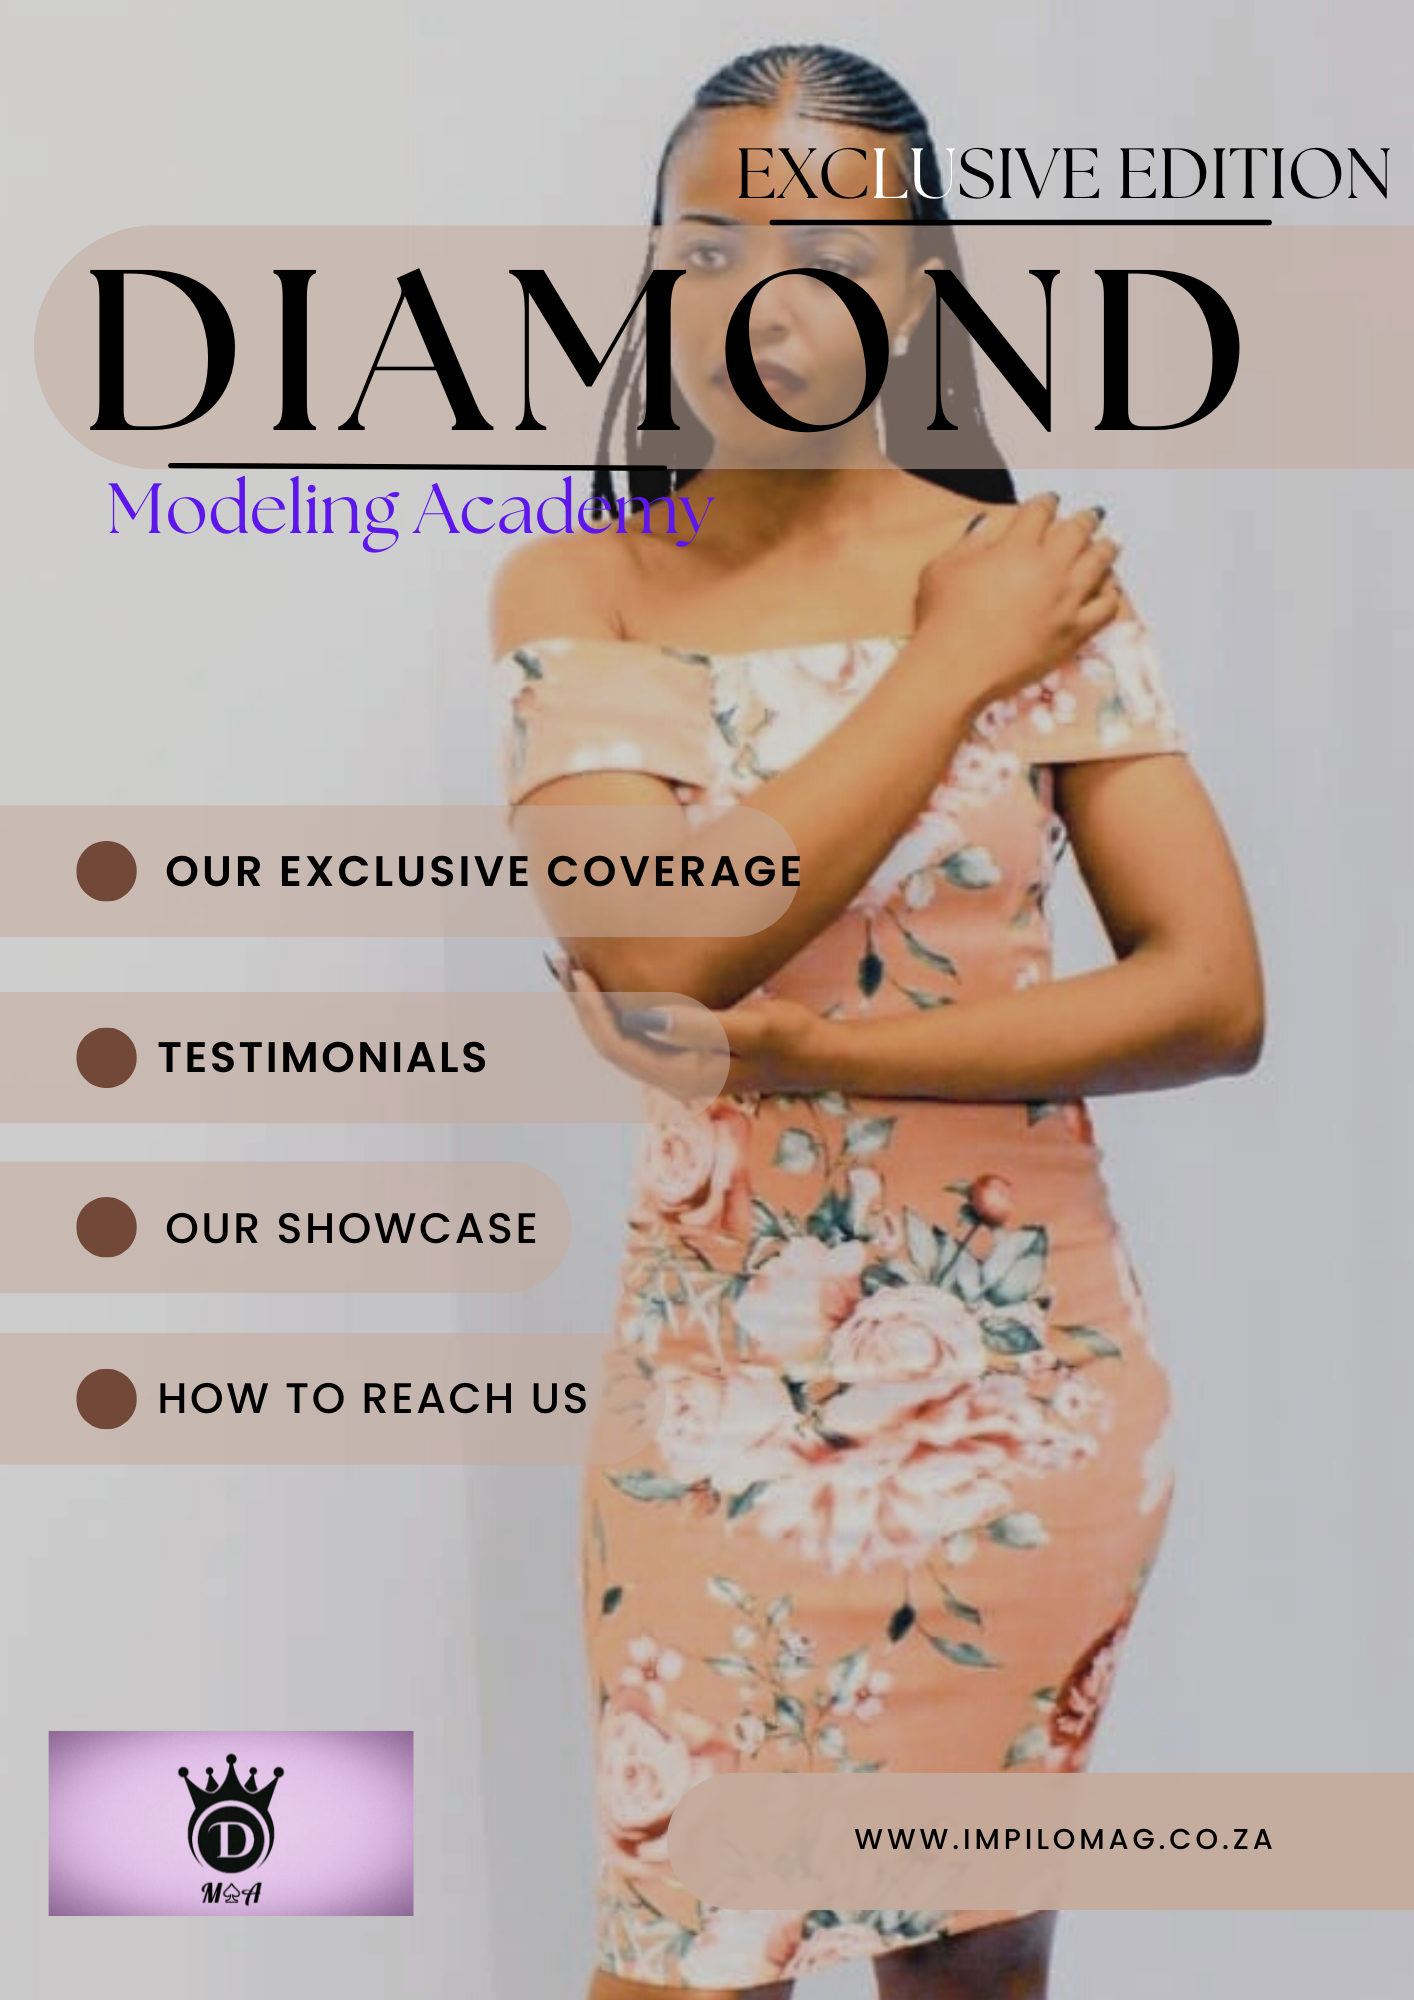 EXCLUSIVE EDITION
DIAMOND
Modeling Academy
OUR EXCLUSIVE COVERAGE
TESTIMONIALS
OUR SHOWCASE
HOW TO REACH US
D
M♤A
WWW.IMPILOMAG.CO.ZA